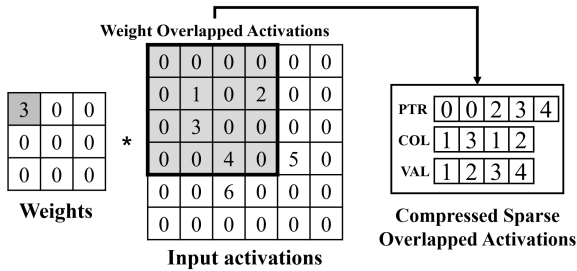 Weight Overlapped Activations
3 0 0
0 0 0
0 0 0
Weights
*
0 0 0 0 0 0
0 1 0 2 0 0
0 3 0 0 0 0
0 0 4 0 5 0
0 0 6 0 0 0
0 0 0 0 0 0
Input activations
PTR 0 0 2 3 4
COL 1 3 1 2
VAL 1 2 3 4
Compressed Sparse
Overlapped Activations